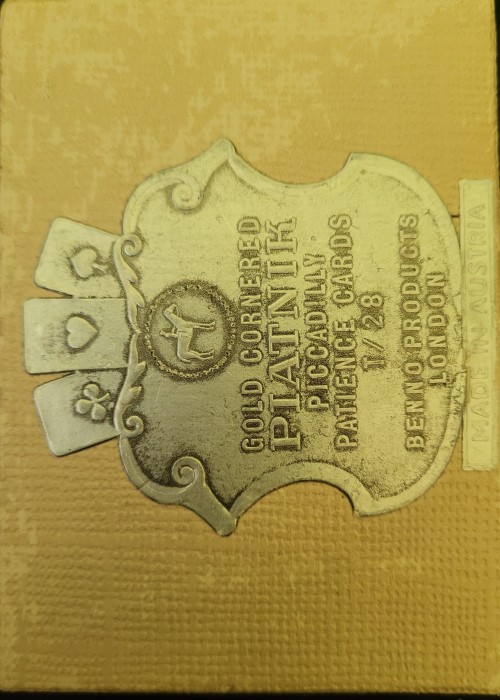 GOLD CORNERED
PIATNIK
PICCADILLY
PATIENCE CARDS
1/28
BENNO PRODUCTS
LONDON
MADE IN AUSTRIA